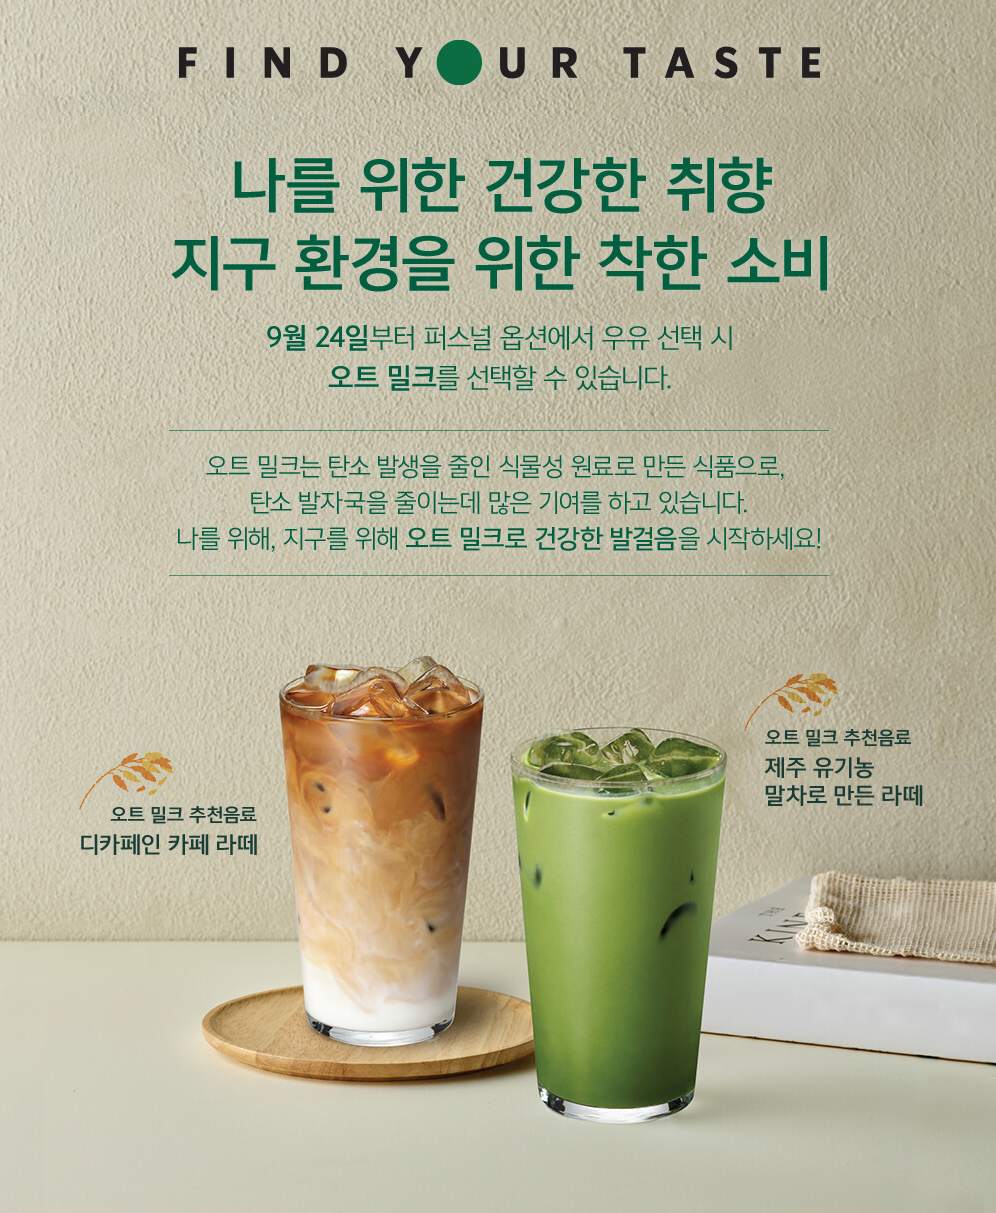 FIND YOUR TASTE
나를 위한 건강한 취향
지구 환경을 위한 착한 소비
9월 24일부터 퍼스널 옵션에서 우유 선택 시
오트 밀크를 선택할 수 있습니다.
오트 밀크는 탄소 발생을 줄인 식물성 원료로 만든 식품으로,
탄소 발자국을 줄이는데 많은 기여를 하고 있습니다.
나를 위해, 지구를 위해 오트 밀크로 건강한 발걸음을 시작하세요!
오트 밀크 추천음료
제주 유기농
말차로 만든 라떼
오트 밀크 추천음료
디카페인 카페 라떼
THE